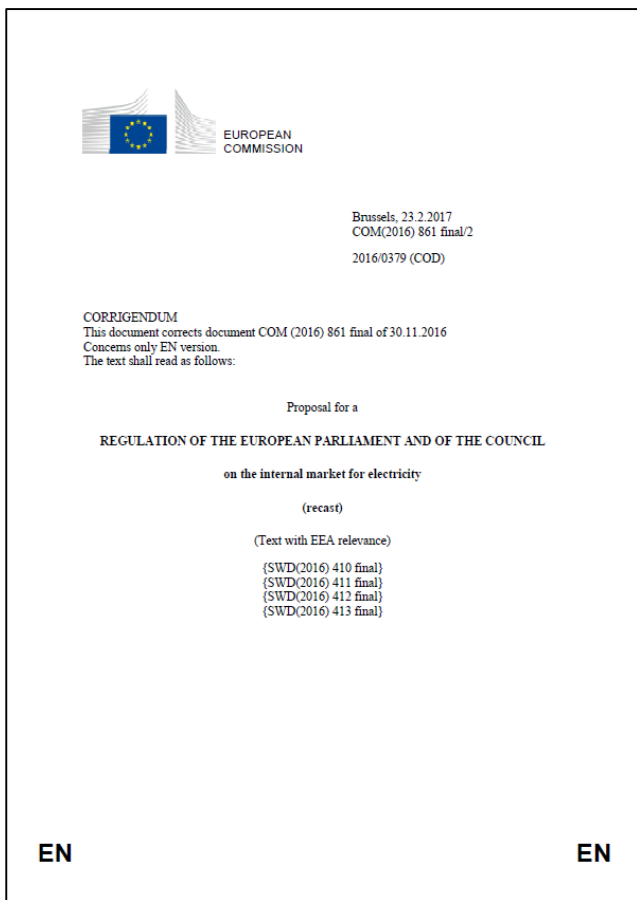 EUROPEAN
COMMISSION
Brussels, 23.2.2017
COM(2016) 861 final/2
2016/0379 (COD)
CORRIGENDUM
This document corrects document COM (2016) 861 final of 30.11.2016
Concerns only EN version.
The text shall read as follows:
Proposal for a
REGULATION OF THE EUROPEAN PARLIAMENT AND OF THE COUNCIL
on the internal market for electricity
(recast)
(Text with EEA relevance)
{SWD(2016) 410 final}
{SWD(2016) 411 final}
{SWD(2016) 412 final}
{SWD(2016) 413 final}
EN EN